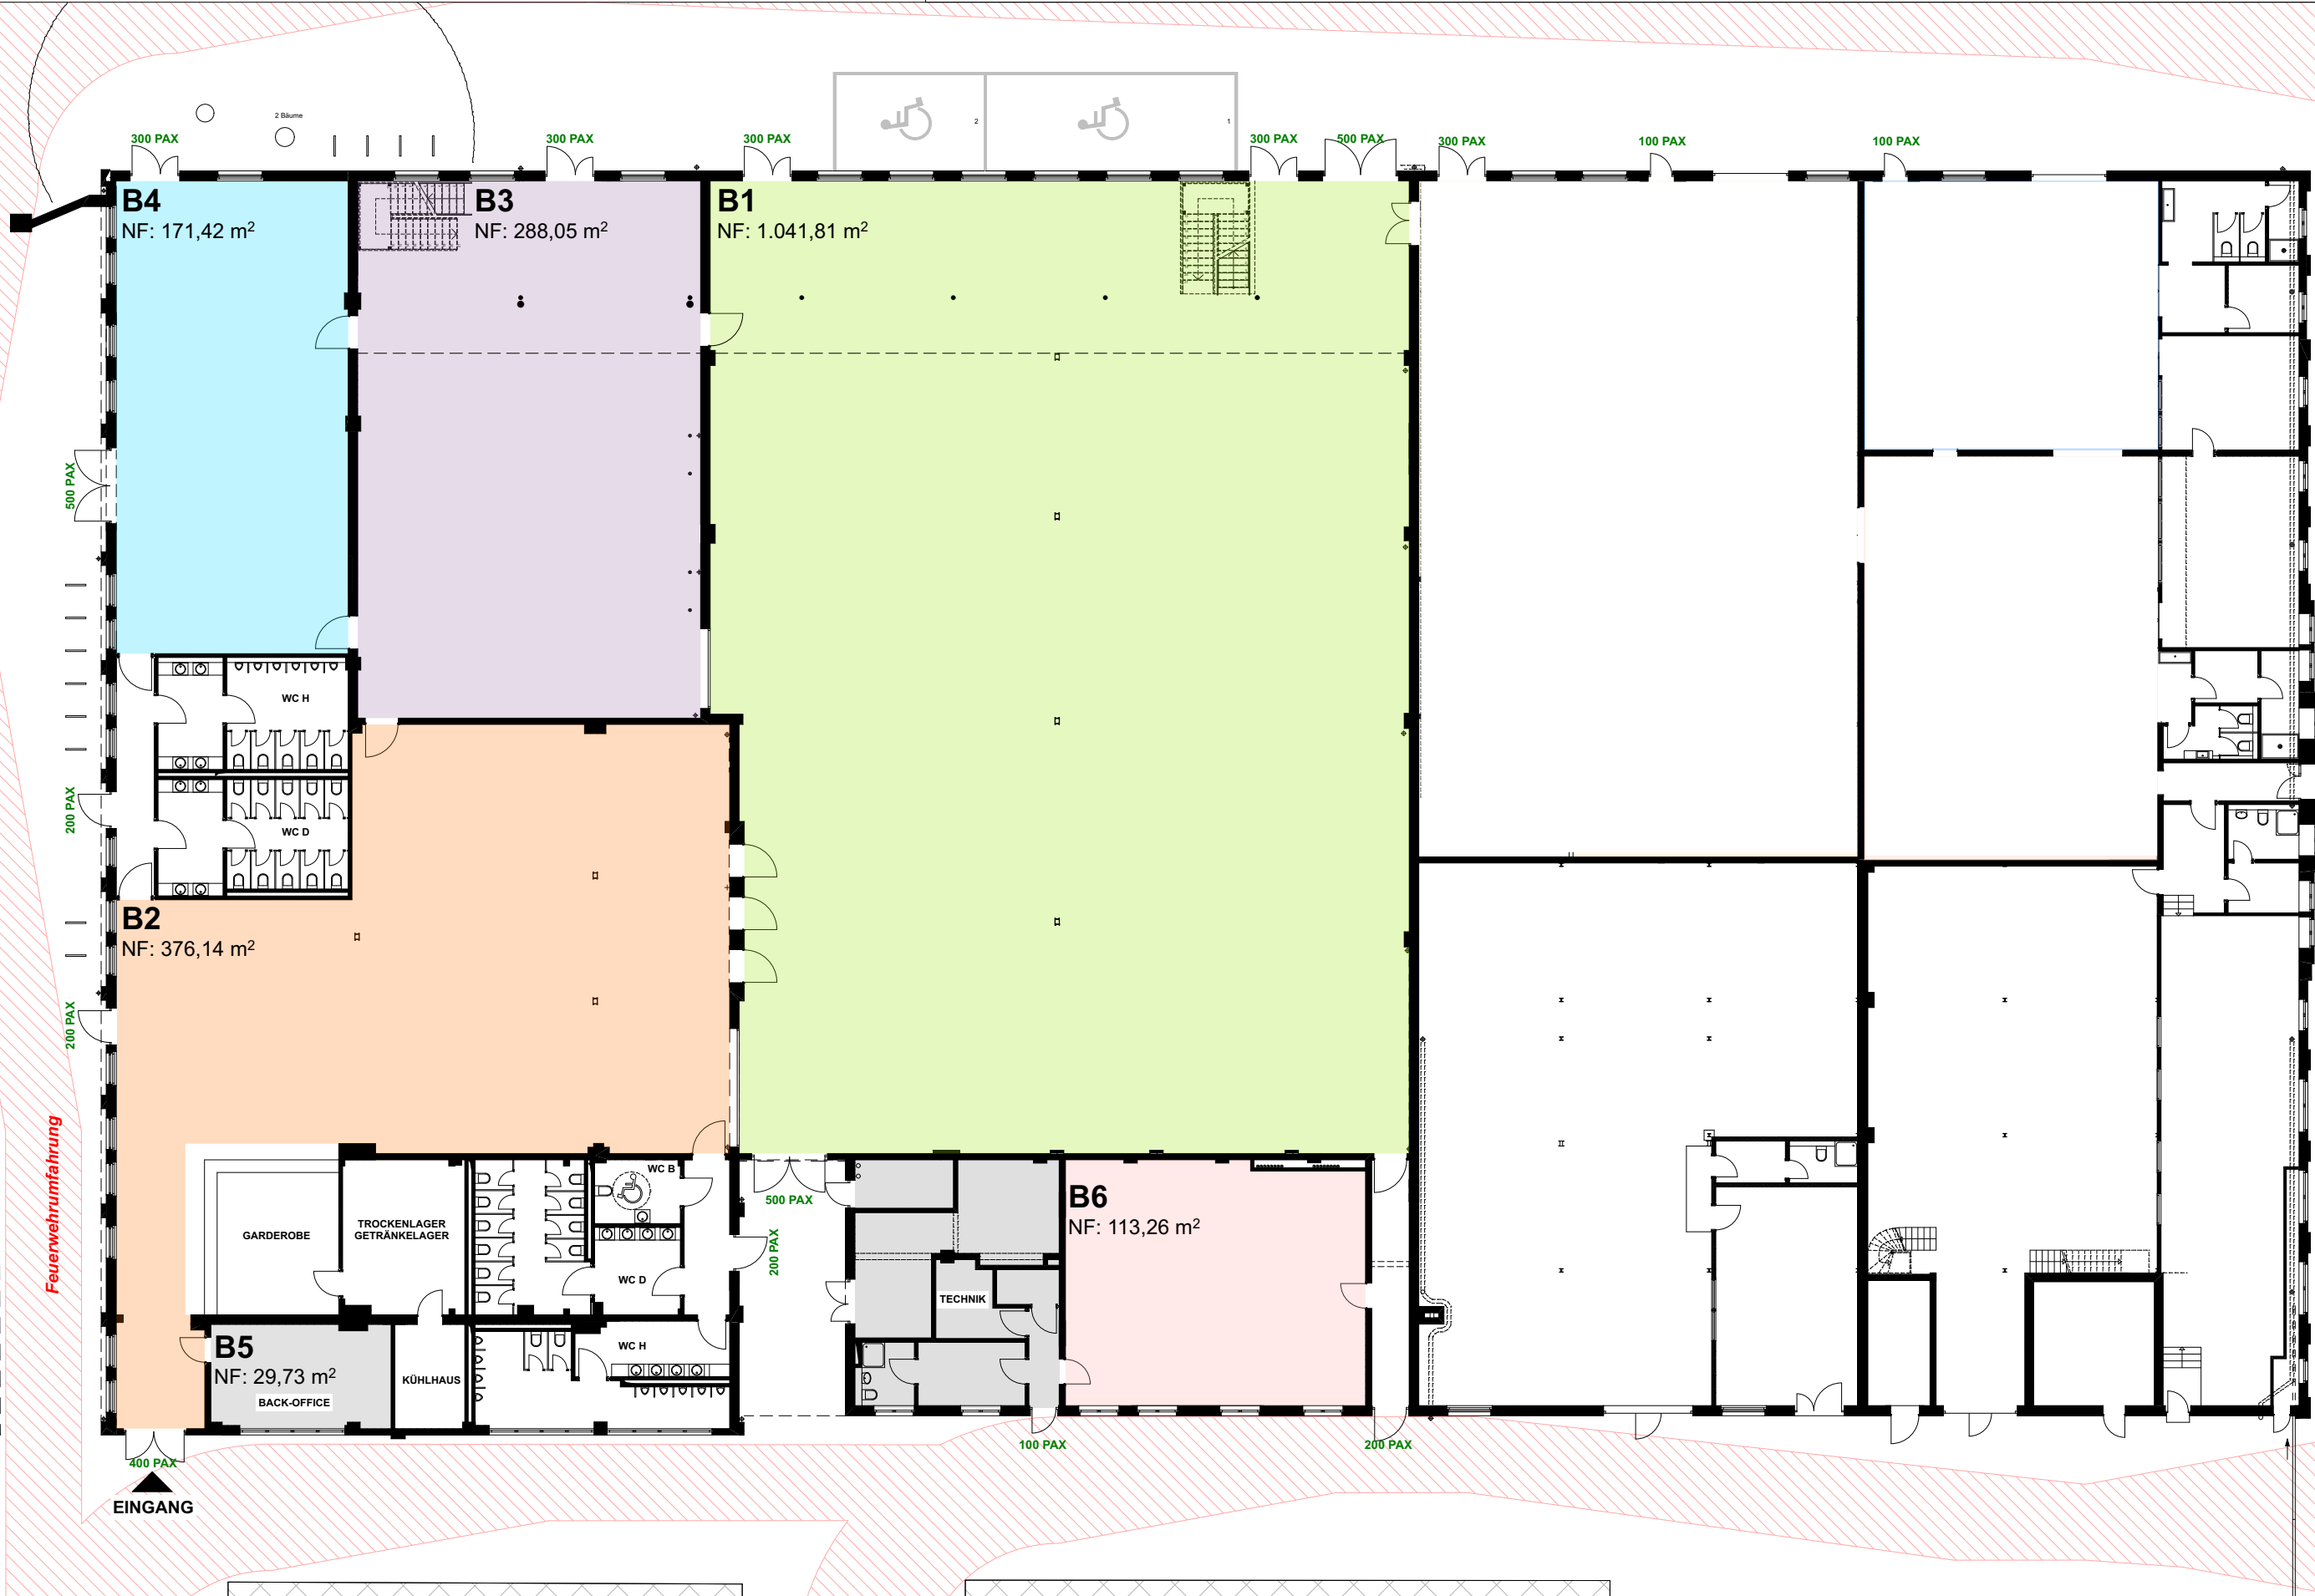 2 Bäume
2
1
300 PAX
300 PAX
300 PAX
300 PAX
500 PAX
300 PAX
100 PAX
100 PAX
B4
NF: 171,42 m²
B3
NF: 288,05 m²
B1
NF: 1.041,81 m²
500 PAX
WC H
200 PAX
WC D
B2
NF: 376,14 m²
200 PAX
Feuerwehrumfahrung
WC B
500 PAX
B6
NF: 113,26 m²
GARDEROBE
TROCKENLAGER
GETRÄNKELAGER
200 PAX
WC D
TECHNIK
B5
NF: 29,73 m²
BACK-OFFICE
KÜHLHAUS
WC H
100 PAX
200 PAX
400 PAX
EINGANG